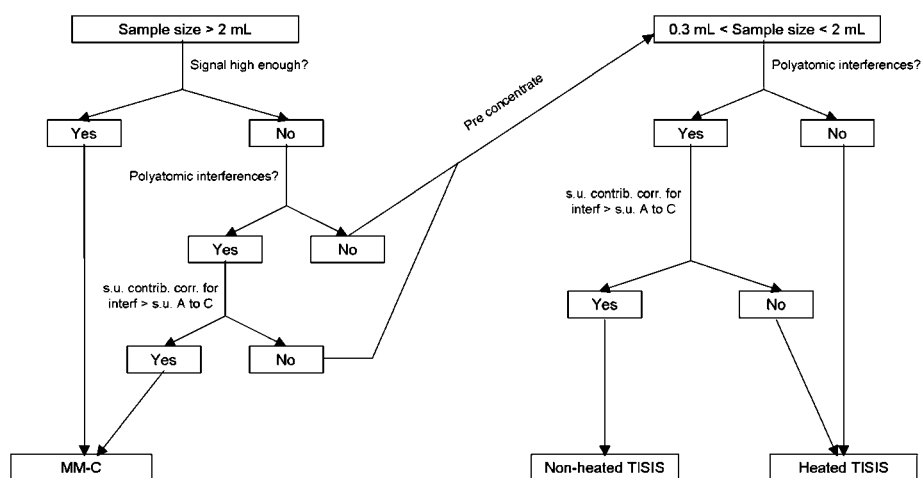 Sample size > 2 mL
Signal high enough?
Yes
No
Polyatomic interferences?
Yes
No
s.u. contrib. corr. for
interf > s.u. A to C
Yes
No
MM-C
Pre concentrate
0.3 mL < Sample size < 2 mL
Polyatomic interferences?
Yes
No
s.u. contrib. corr. for
interf > s.u. A to C
Yes
No
Non-heated TISIS
Heated TISIS